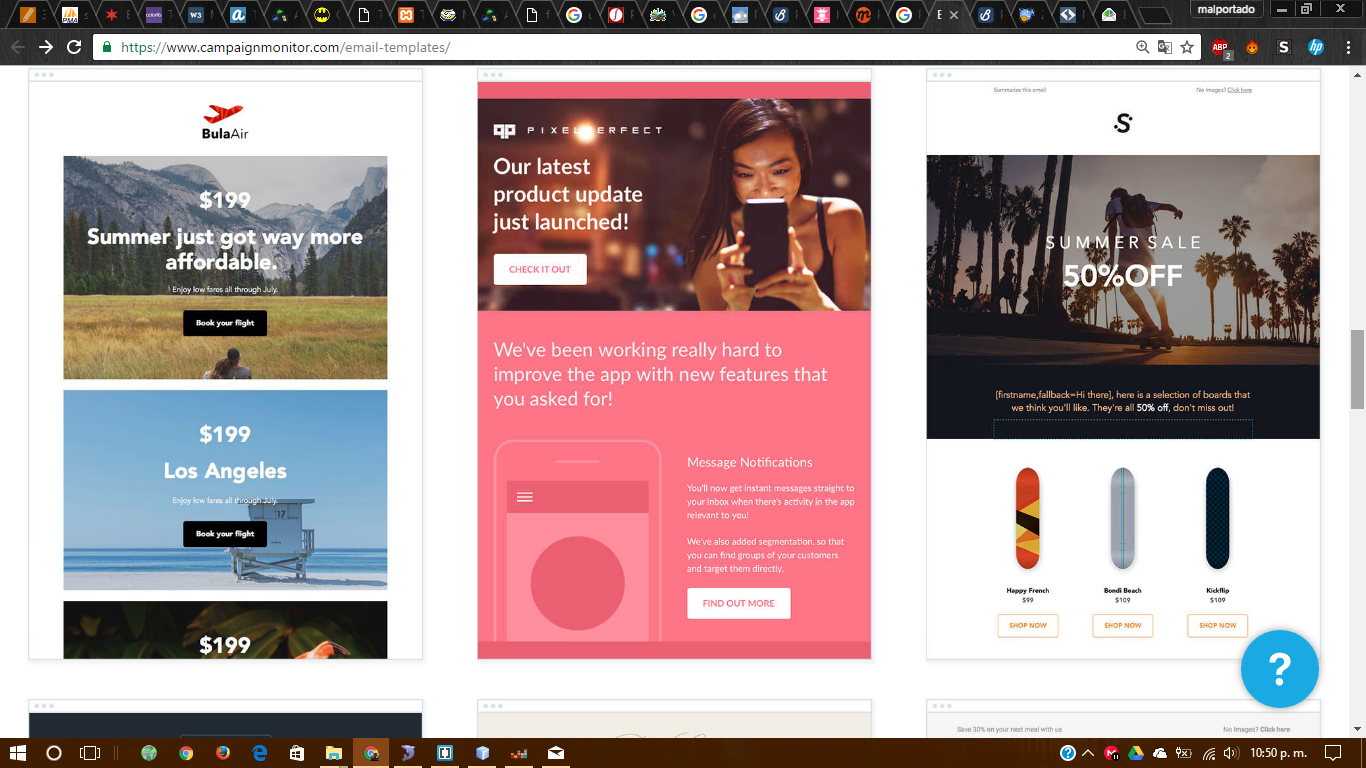 malportado
https://www.campaignmonitor.com/email-templates/
ABP
2
BulaAir
$199
Summer just got way more
affordable.
Enjoy low fares all through July.
Book your flight
$199
Los Angeles
Enjoy low fares all through July.
'17
Book your flight
$199
PIXELPERFECT
Our latest
product update
just launched!
CHECK IT OUT
We've been working really hard to
improve the app with new features that
you asked for!
Message Notifications
You'll now get instant messages straight to
your inbox when there's activity in the app
relevant to you!
We've also added segmentation, so that
you can find groups of your customers
and target them directly.
FIND OUT MORE
Summarize this email
No images? Click here
S
SUMMER SALE
50%OFF
[firstname,fallback=Hi there], here is a selection of boards that
we think you'll like. They're all 50% off, don't miss out!
Happy French
$99
SHOP NOW
Bondi Beach
$109
SHOP NOW
Kickflip
$109
SHOP NOW
?
Save 30% on your next meal with us
No Images? Click here
10:50 p. m.